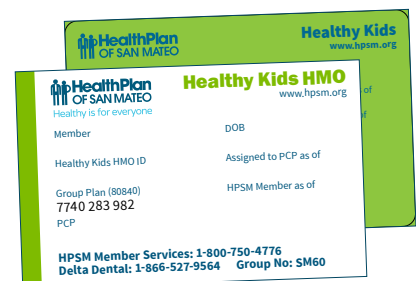 HealthPlan
OF SAN MATEO
Healthy Kids
www.hpsm.org
of
of
HealthPlan
OF SAN MATEO
Healthy is for everyone
Healthy Kids HMO
www.hpsm.org
Member
DOB
Healthy Kids HMO ID
Assigned to PCP as of
Group Plan (80840)
7740 283 982
HPSM Member as of
PCP
HPSM Member Services: 1-800-750-4776
Delta Dental: 1-866-527-9564 Group No: SM60